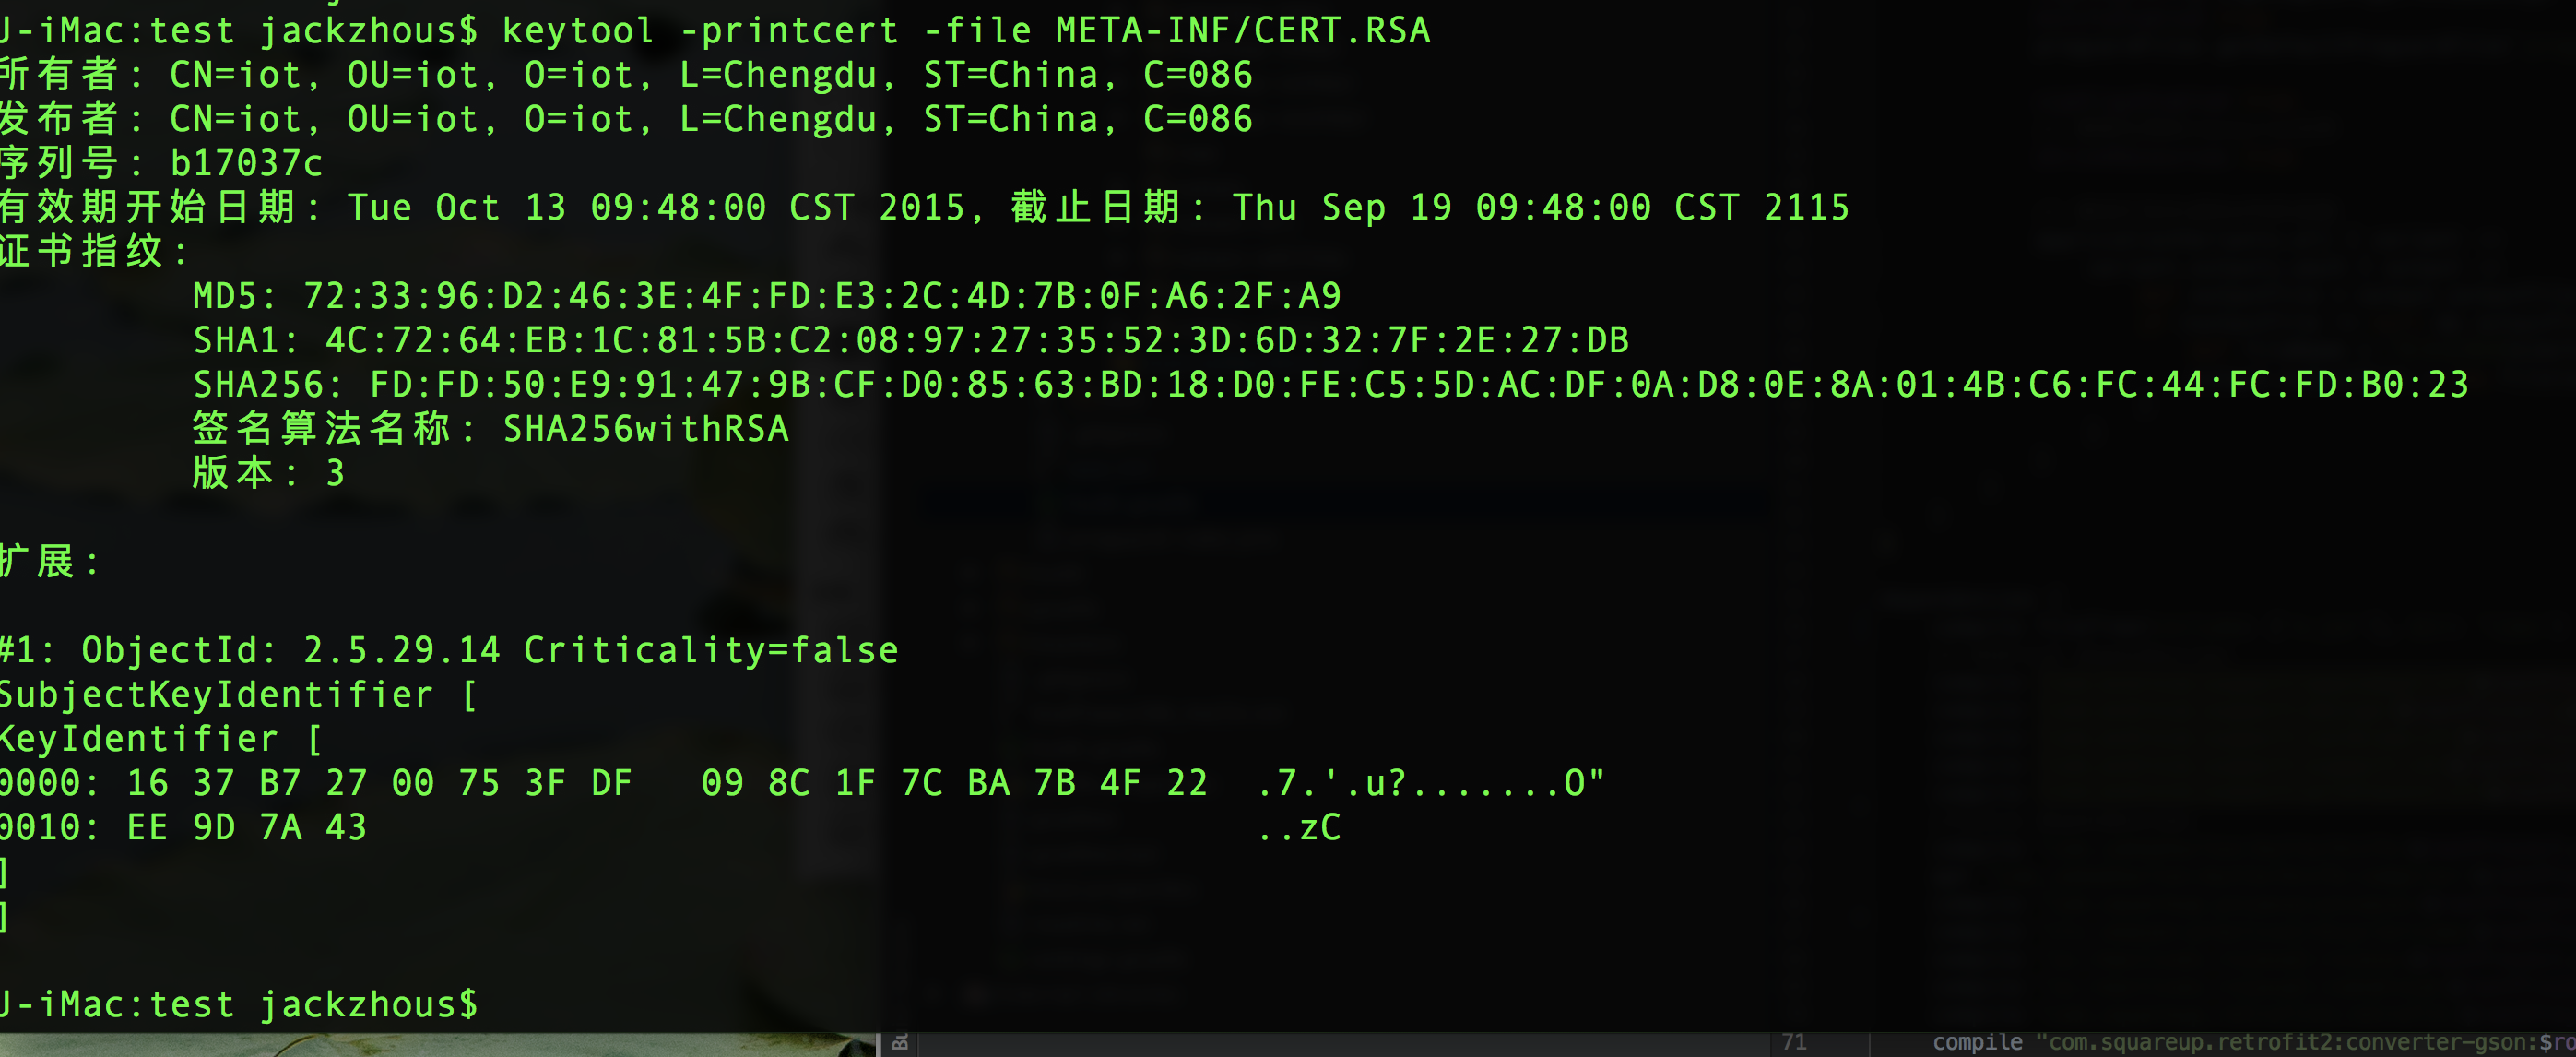 J-iMac:test jackzhous$ keytool -printcert -file META-INF/CERT.RSA
所有者: CN=iot, OU=iot, O=iot, L=Chengdu, ST=China, C=086
发布者: CN=iot, OU=iot, O=iot, L=Chengdu, ST=China, C=086
序列号: b17037c
有效期开始日期: Tue Oct 13 09:48:00 CST 2015, 截止日期: Thu Sep 19 09:48:00 CST 2115
证书指纹:
MD5: 72:33:96:D2:46:3E:4F:FD:E3:2C:4D:7B:0F:A6:2F:A9
SHA1: 4C:72:64:EB:1C:81:5B:C2:08:97:27:35:52:3D:6D:32:7F:2E:27:DB
SHA256: FD:FD:50:E9:91:47:9B:CF:D0:85:63:BD:18:D0:FE:C5:5D:AC:DF:0A:D8:0E:8A:01:4B:C6:FC:44:FC:FD:B0:23
签名算法名称: SHA256withRSA
版本: 3
扩展:
#1: ObjectId: 2.5.29.14 Criticality=false
SubjectKeyIdentifier [
KeyIdentifier [
0000: 16 37 B7 27 00 75 3F DF   09 8C 1F 7C BA 7B 4F 22  .7.'.u?.......O"
0010: EE 9D 7A 43                                        ..zC
]
]
J-iMac:test jackzhous$
71 compile "com.squareup.retrofit2:converter-gson:$